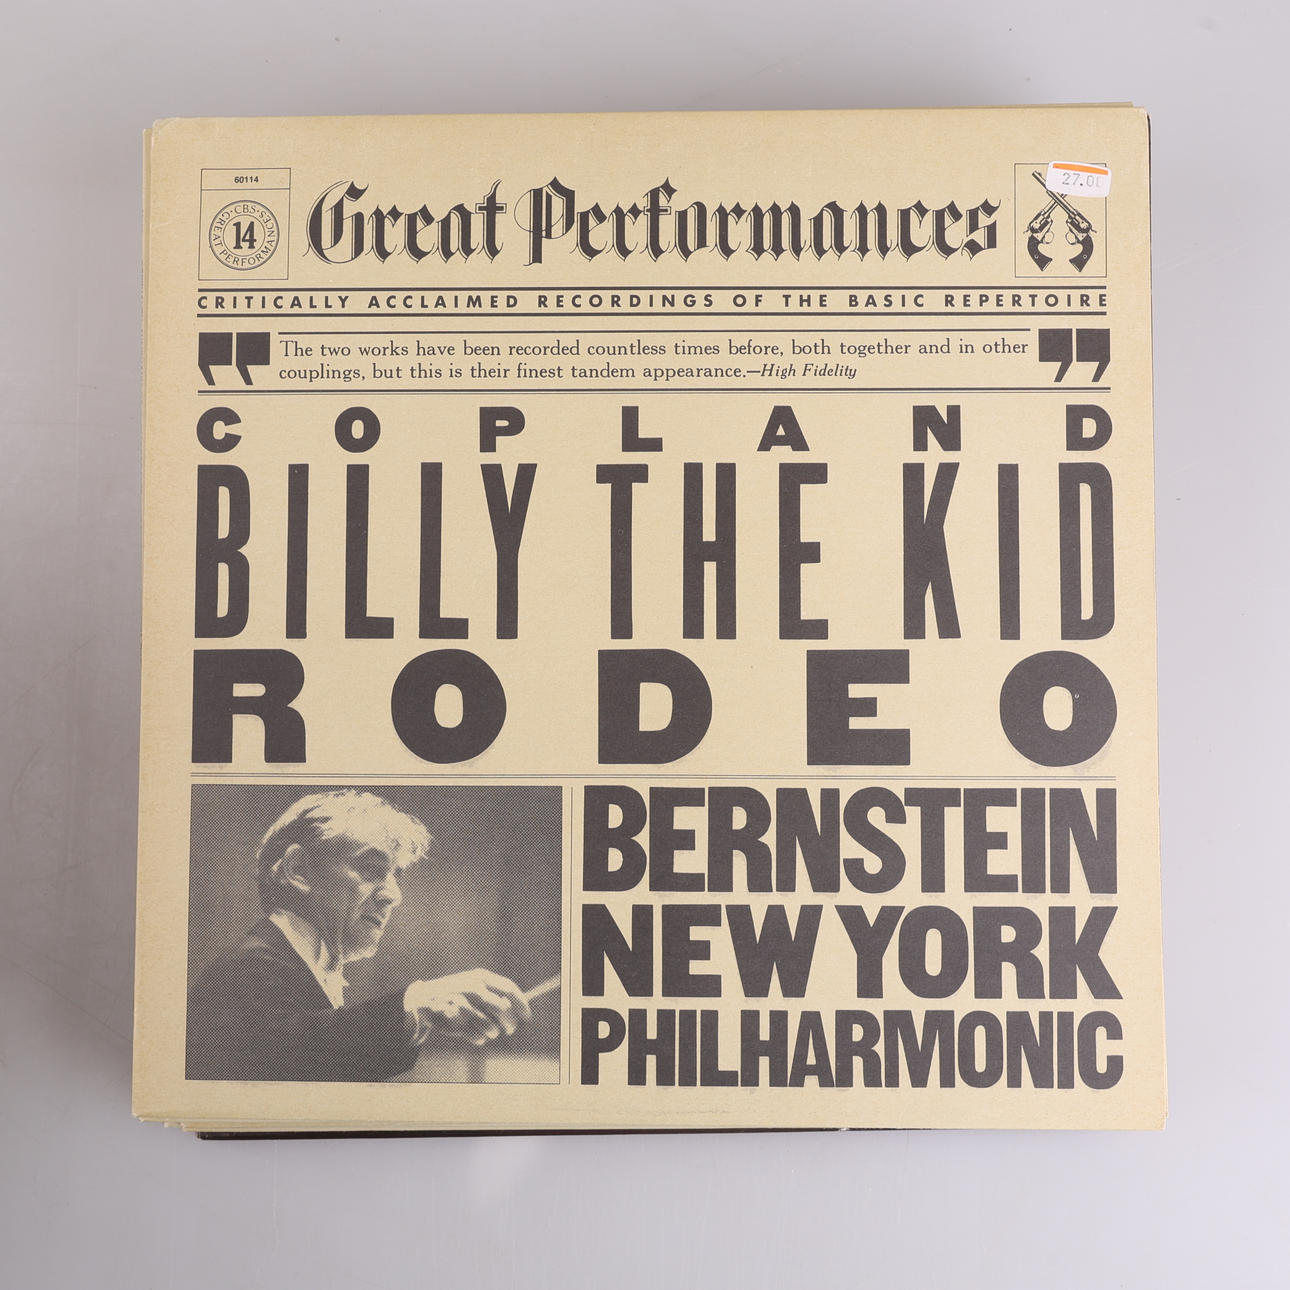 60114
GREAT·CBS·SES
14
PERFORMANCES
Great Performances
27.00
CRITICALLY ACCLAIMED RECORDINGS OF THE BASIC REPERTOIRE
"The two works have been recorded countless times before, both together and in other
couplings, but this is their finest tandem appearance.—High Fidelity"
COPLAND
BILLY THE KID
RODEO
BERNSTEIN
NEW YORK
PHILHARMONIC